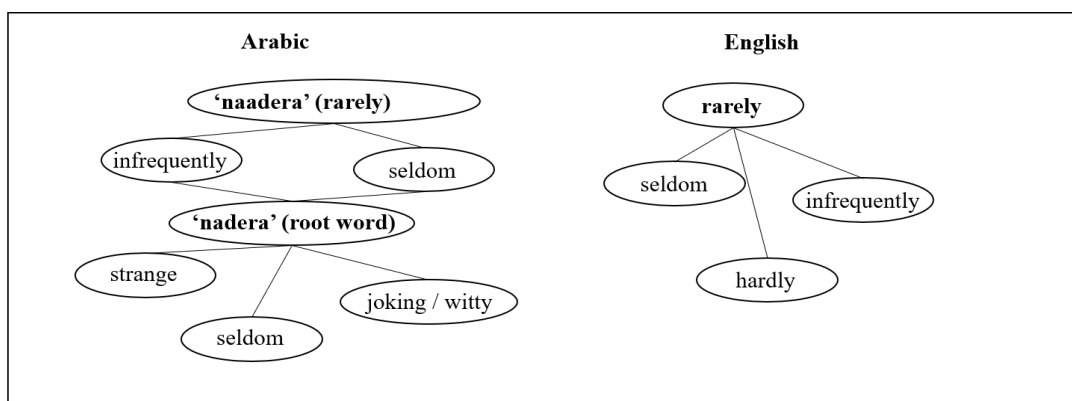 Arabic
‘naadera’ (rarely)
infrequently
seldom
‘nadera’ (root word)
strange
joking / witty
seldom
English
rarely
seldom
infrequently
hardly